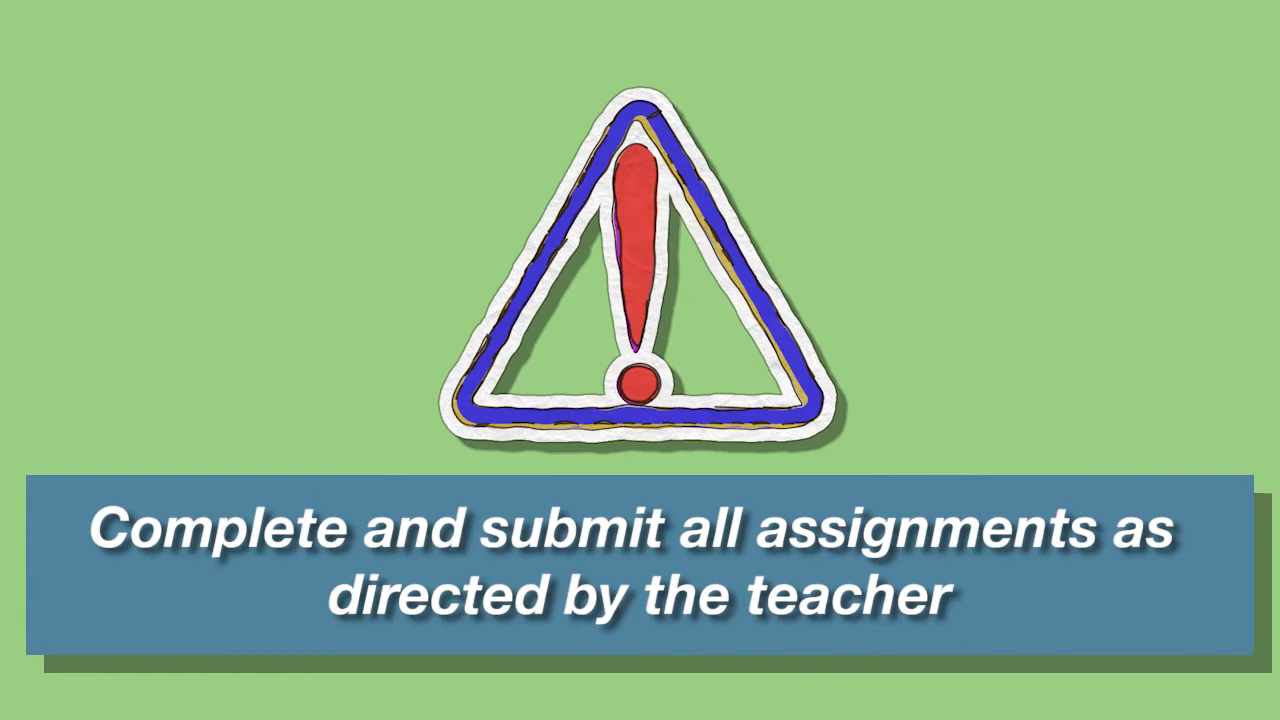 Complete and submit all assignments as
directed by the teacher